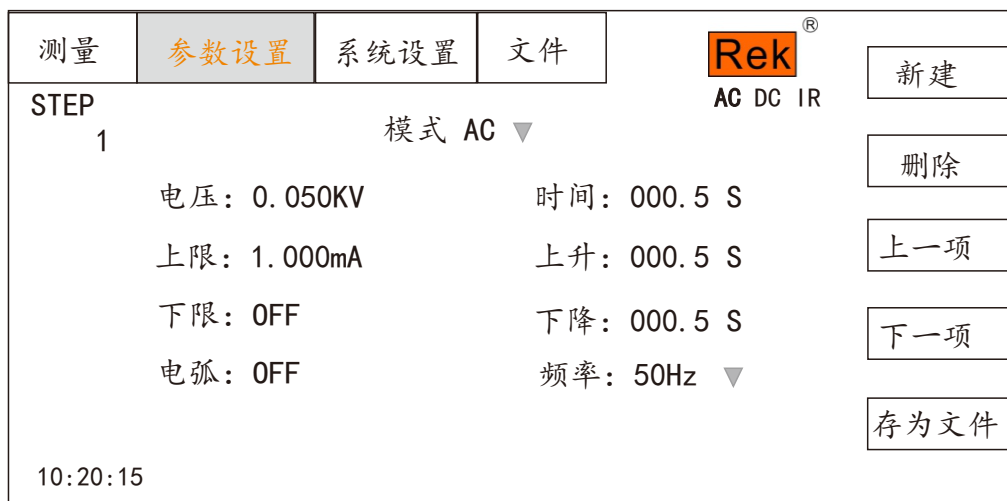 测量 参数设置 系统设置 文件 Rek®
AC DC IR
STEP
1
模式 AC ▼
电压：0.050KV 时间：000.5 S
上限：1.000mA 上升：000.5 S
下限：OFF 下降：000.5 S
电弧：OFF 频率：50Hz ▼
10:20:15
新建
删除
上一项
下一项
存为文件